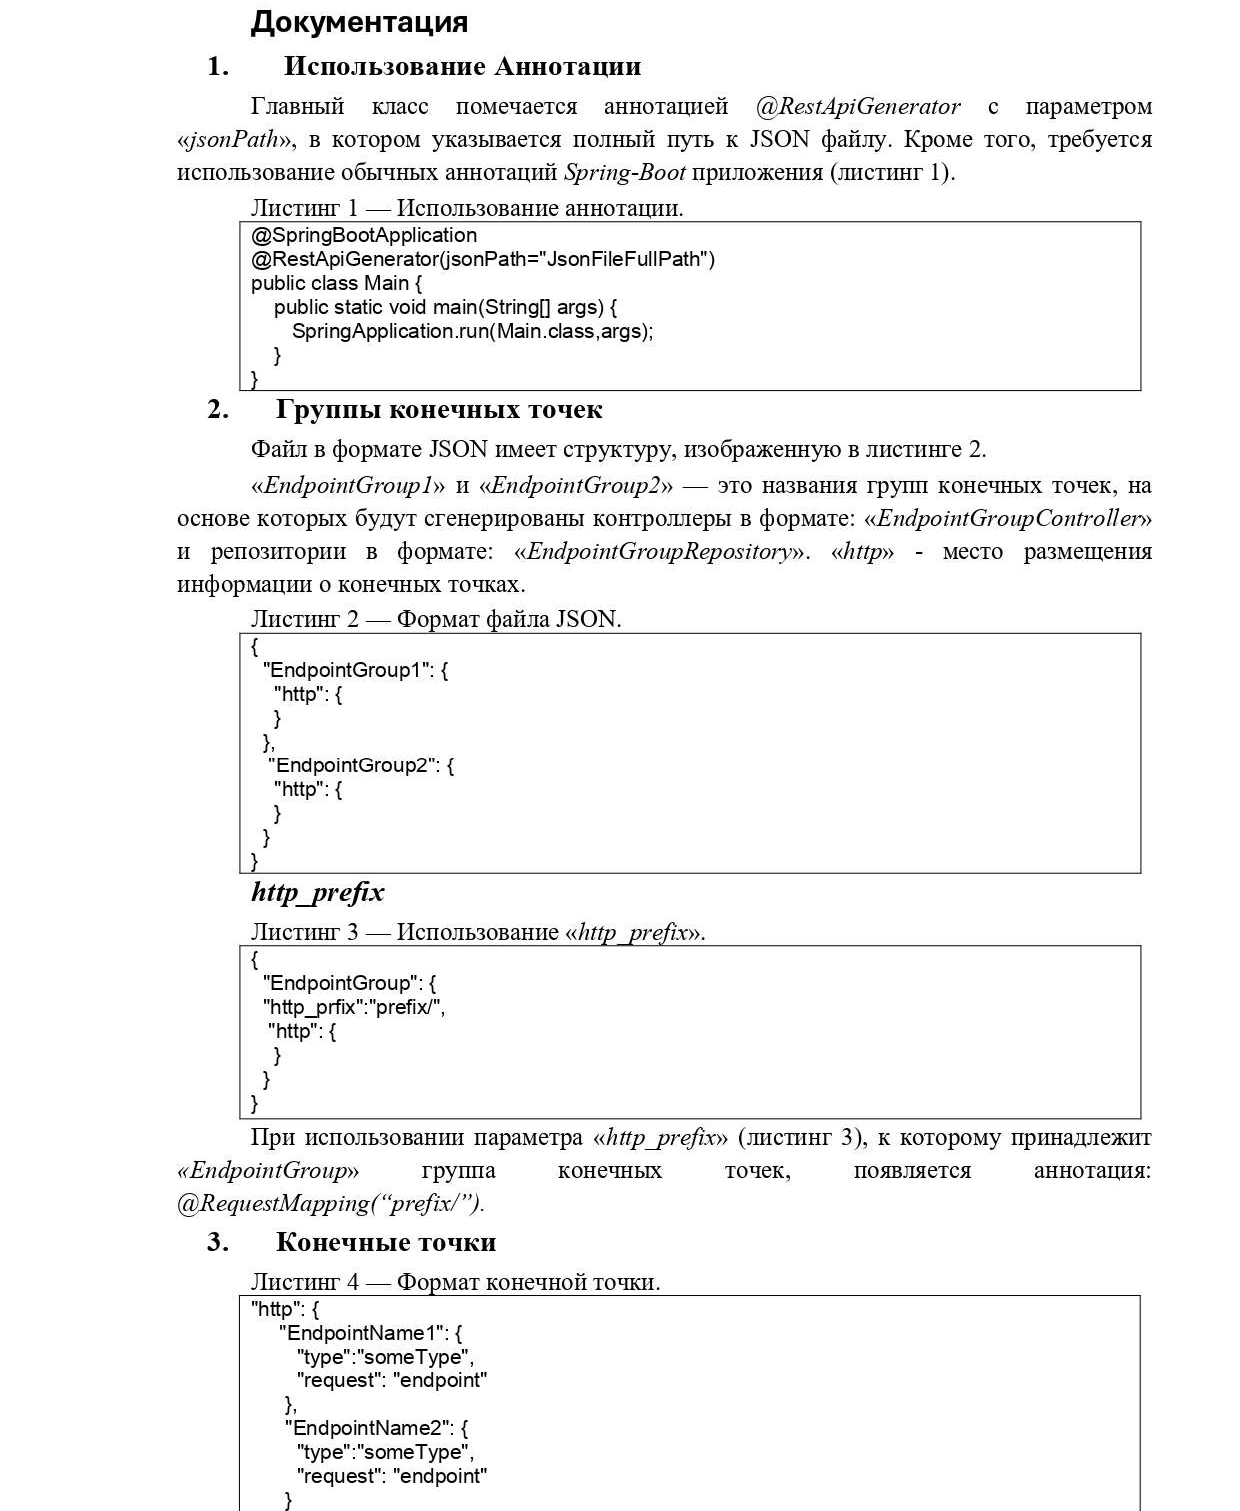 Документация
1. Использование Аннотации
Главный класс помечается аннотацией @RestApiGenerator с параметром
«jsonPath», в котором указывается полный путь к JSON файлу. Кроме того, требуется
использование обычных аннотаций Spring-Boot приложения (листинг 1).
Листинг 1 — Использование аннотации.
@SpringBootApplication
@RestApiGenerator(jsonPath="JsonFileFullPath")
public class Main {
public static void main(String[] args) {
SpringApplication.run(Main.class,args);
}
}
2. Группы конечных точек
Файл в формате JSON имеет структуру, изображенную в листинге 2.
«EndpointGroup1» и «EndpointGroup2» — это названия групп конечных точек, на
основе которых будут сгенерированы контроллеры в формате: «EndpointGroupController»
и репозитории в формате: «EndpointGroupRepository». «http» - место размещения
информации о конечных точках.
Листинг 2 — Формат файла JSON.
{
"EndpointGroup1": {
"http": {
}
},
"EndpointGroup2": {
"http": {
}
}
}
http_prefix
Листинг 3 — Использование «http_prefix».
{
"EndpointGroup": {
"http_prfix":"prefix/",
"http": {
}
}
}
При использовании параметра «http_prefix» (листинг 3), к которому принадлежит
«EndpointGroup» группа конечных точек, появляется аннотация:
@RequestMapping(“prefix/”).
3. Конечные точки
Листинг 4 — Формат конечной точки.
"http": {
"EndpointName1": {
"type":"someType",
"request": "endpoint"
},
"EndpointName2": {
"type":"someType",
"request": "endpoint"
}